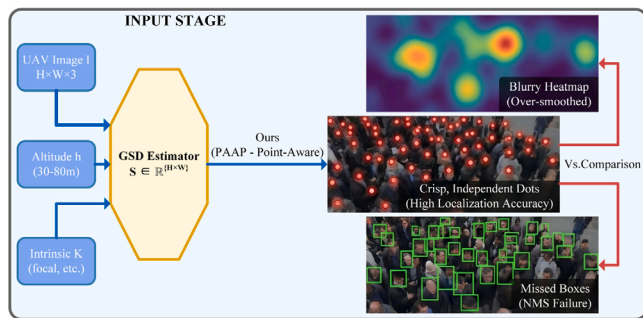 INPUT STAGE
UAV Image I
H×W×3
Altitude h
(30-80m)
Intrinsic K
(focal, etc.)
GSD Estimator
S ∈ ℝ^{H×W}
Ours
(PAAP - Point-Aware)
Blurry Heatmap
(Over-smoothed)
Crisp, Independent Dots
(High Localization Accuracy)
Vs.Comparison
Missed Boxes
(NMS Failure)